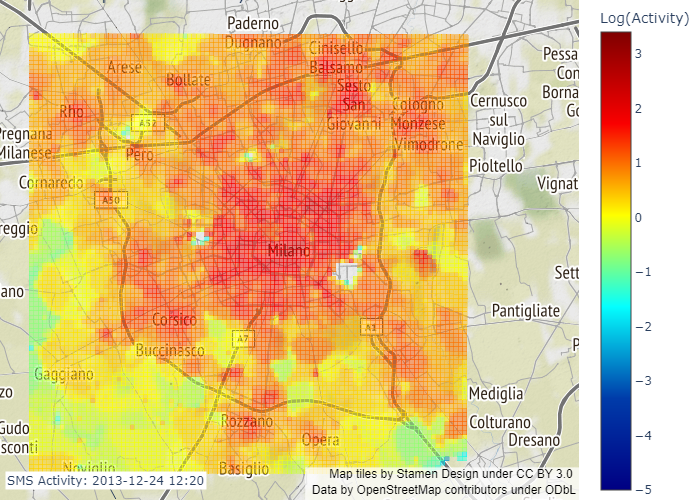 Paderno
Dugnano
Cinisello
Balsamo
Arese
Bollate
Sesto
San
Giovanni
Cologno
Monzese
Vimodrone
Rho
A52
Pero
Pregnana
Milanese
Cornaredo
A50
reggio
Cernusco
sul
Naviglio
Pioltello
Pessa
Con
Borna
Go
Vignat
Milano
ano
Sett
Pantigliate
P
Corsico
A7
A1
Buccinasco
Gaggiano
zo
Mediglia
Colturano
Dresano
Gudo
sconti
Rozzano
Opera
Noviglio
Basiglio
SMS Activity: 2013-12-24 12:20
Map tiles by Stamen Design under CC BY 3.0
Data by OpenStreetMap contributors under ODbL
Log(Activity)
3
2
1
0
−1
−2
−3
−4
−5